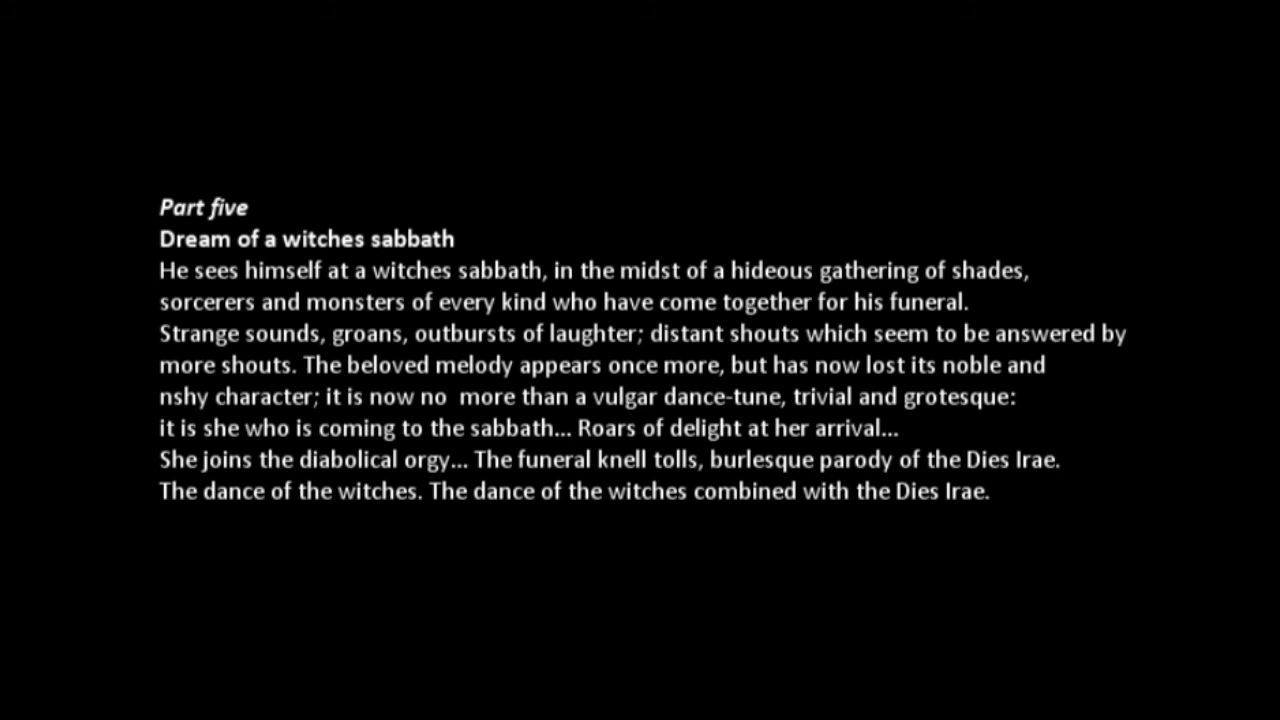 Part five
Dream of a witches sabbath
He sees himself at a witches sabbath, in the midst of a hideous gathering of shades,
sorcerers and monsters of every kind who have come together for his funeral.
Strange sounds, groans, outbursts of laughter; distant shouts which seem to be answered by
more shouts. The beloved melody appears once more, but has now lost its noble and
nshy character; it is now no  more than a vulgar dance-tune, trivial and grotesque:
it is she who is coming to the sabbath... Roars of delight at her arrival...
She joins the diabolical orgy... The funeral knell tolls, burlesque parody of the Dies Irae.
The dance of the witches. The dance of the witches combined with the Dies Irae.